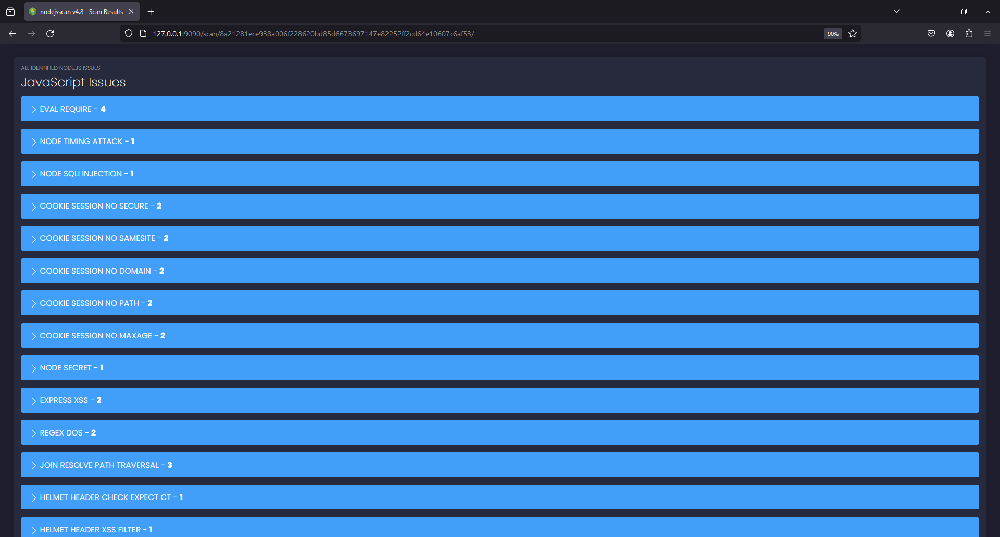 nodejsscan v4.8 - Scan Results
127.0.0.1:9090/scan/8a21281ece938a006f228620bd85d6673697147e82252ff2cd64e10607c6af53/
90%
ALL IDENTIFIED NODE.JS ISSUES
JavaScript Issues
EVAL REQUIRE - 4
NODE TIMING ATTACK - 1
NODE SQLI INJECTION - 1
COOKIE SESSION NO SECURE - 2
COOKIE SESSION NO SAMESITE - 2
COOKIE SESSION NO DOMAIN - 2
COOKIE SESSION NO PATH - 2
COOKIE SESSION NO MAXAGE - 2
NODE SECRET - 1
EXPRESS XSS - 2
REGEX DOS - 2
JOIN RESOLVE PATH TRAVERSAL - 3
HELMET HEADER CHECK EXPECT CT - 1
HELMET HEADER XSS FILTER - 1